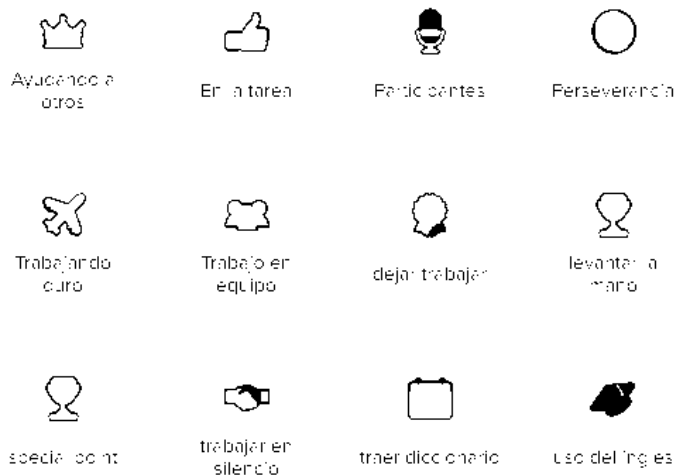 Ayudando a
otros
En la tarea
Participantes
Perseverancia
Trabajando
duro
Trabajo en
equipo
dejar trabajar
levantar la
mano
special point
trabajar en
silencio
traer diccionario
uso del ingles